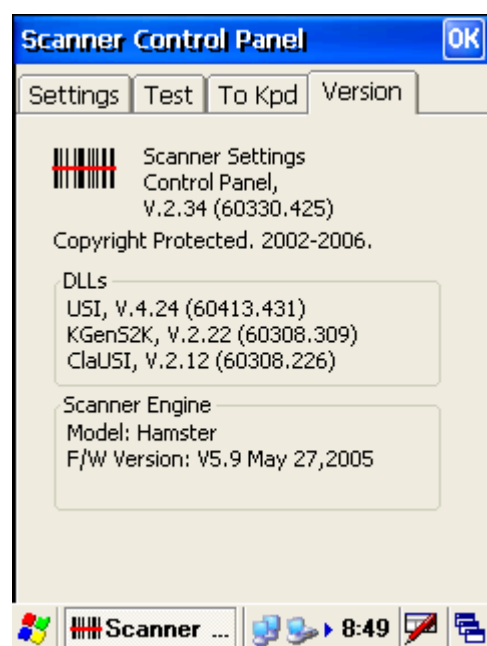 Scanner Control Panel OK
Settings Test To Kpd Version
Scanner Settings
Control Panel,
V.2.34 (60330.425)
Copyright Protected. 2002-2006.
DLLs
USI, V.4.24 (60413.431)
KGenS2K, V.2.22 (60308.309)
ClaUSI, V.2.12 (60308.226)
Scanner Engine
Model: Hamster
F/W Version: V5.9 May 27,2005
Scanner ... 8:49